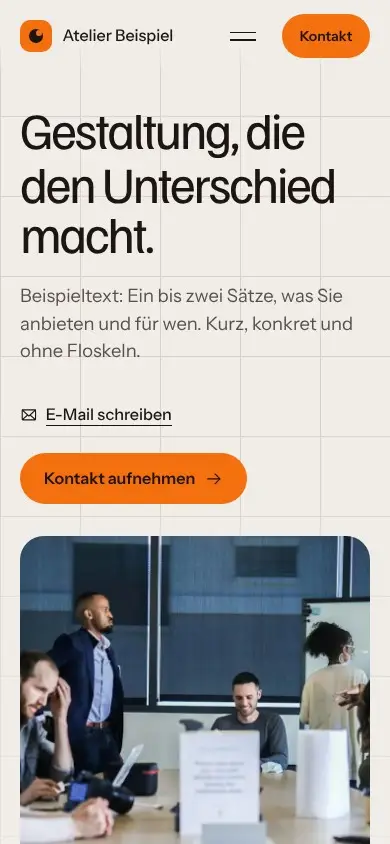 Atelier Beispiel
Kontakt
Gestaltung, die
den Unterschied
macht.
Beispieltext: Ein bis zwei Sätze, was Sie
anbieten und für wen. Kurz, konkret und
ohne Floskeln.
E-Mail schreiben
Kontakt aufnehmen